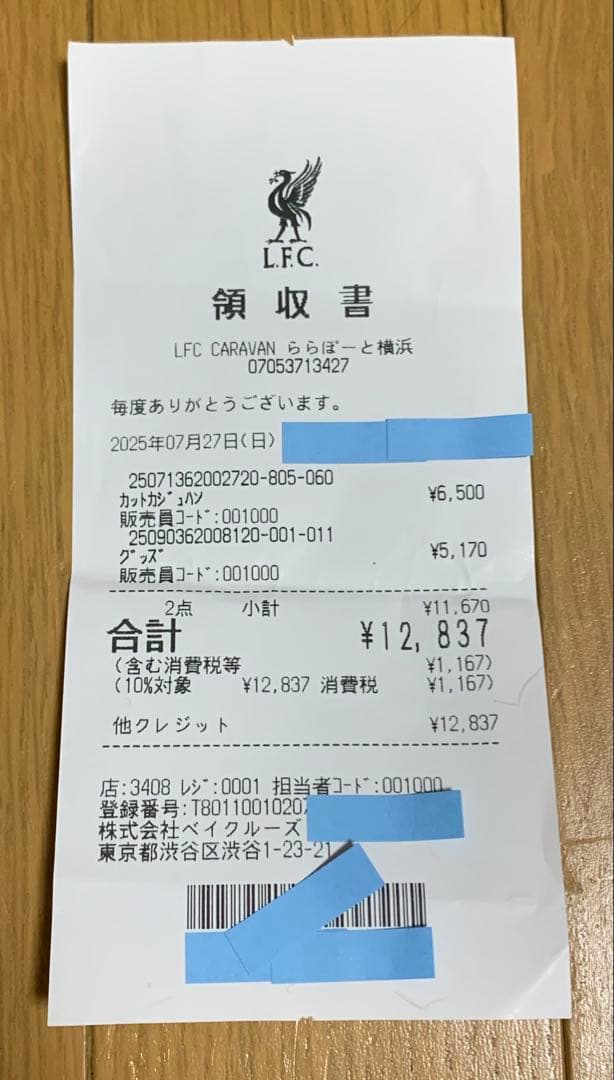 L.F.C.
領収書
LFC CARAVAN ららぽーと横浜
07053713427
毎度ありがとうございます。
2025年07月27日(日)
25071362002720-805-060
ｶｯﾄｶｼﾞｭﾊﾝ ¥6,500
販売員ｺｰﾄﾞ:001000
25090362008120-001-011
ｸﾞｯｽﾞ ¥5,170
販売員ｺｰﾄﾞ:001000
2点 小計 ¥11,670
合計 ¥12,837
(含む消費税等 ¥1,167)
(10%対象 ¥12,837 消費税 ¥1,167)
他クレジット ¥12,837
店:3408 ﾚｼﾞ:0001 担当者ｺｰﾄﾞ:001000
登録番号:T80110010207
株式会社ベイクルーズ
東京都渋谷区渋谷1-23-21